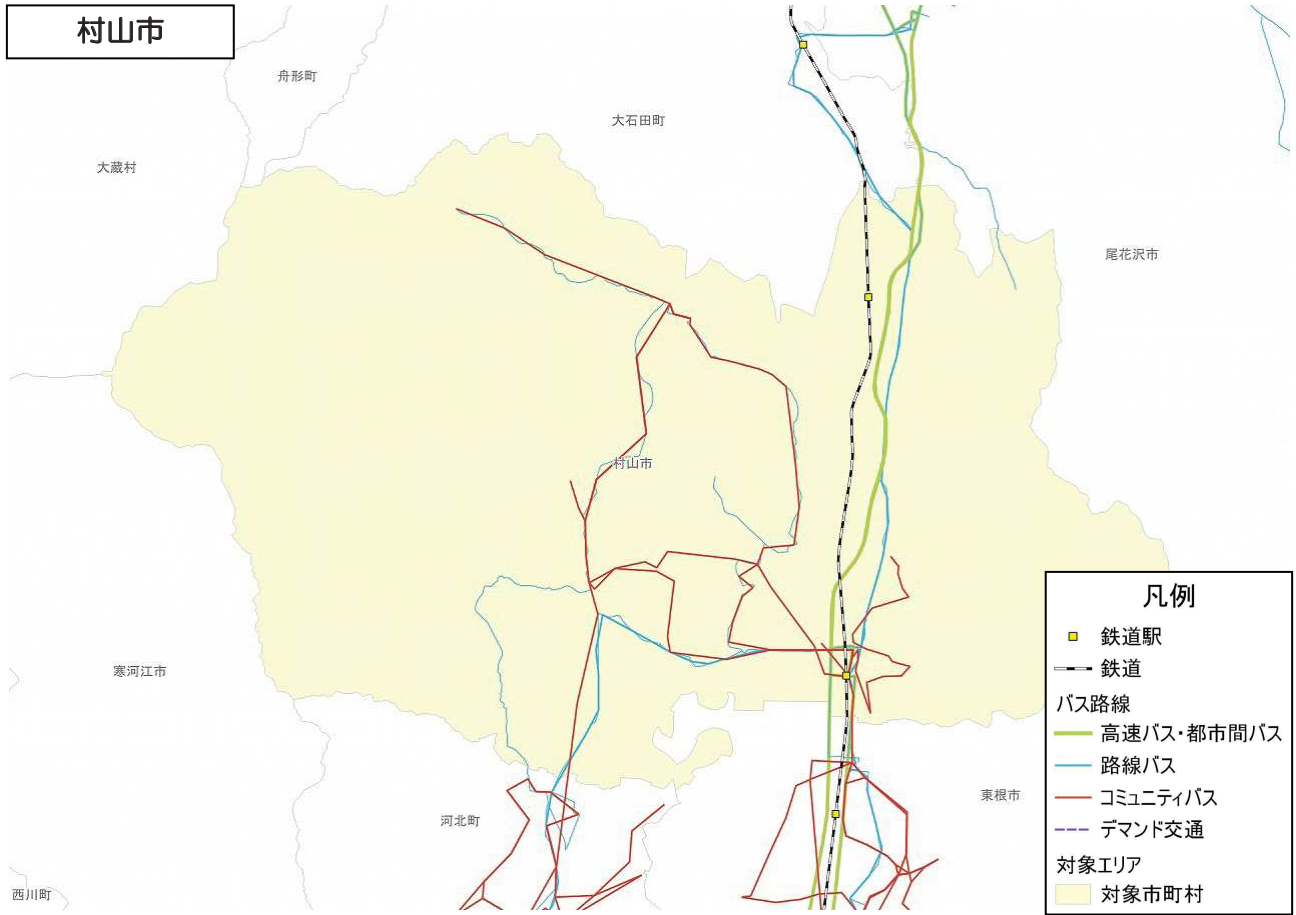 村山市
舟形町
大石田町
大蔵村
尾花沢市
村山市
寒河江市
東根市
河北町
西川町
凡例
鉄道駅
鉄道
バス路線
高速バス・都市間バス
路線バス
コミュニティバス
デマンド交通
対象エリア
対象市町村